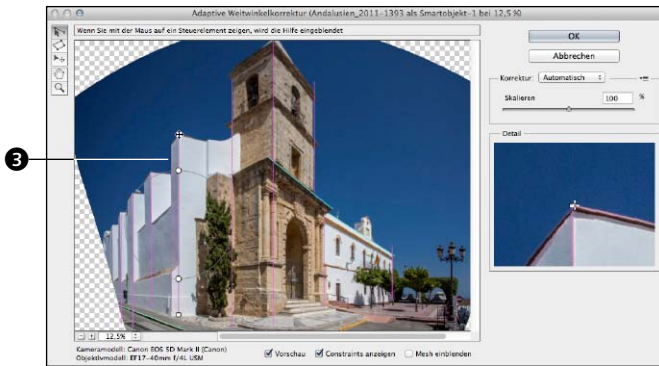 Adaptive Weitwinkelkorrektur (Andalusien_2011-1393 als Smartobjekt-1 bei 12,5 %)
Wenn Sie mit der Maus auf ein Steuerelement zeigen, wird die Hilfe eingeblendet
OK
Abbrechen
Korrektur: Automatisch
Skalieren 100 %
Detail
3
12,5%
Kameramodell: Canon EOS 5D Mark II (Canon)
Objektivmodell: EF17-40mm f/4L USM
Vorschau Constraints anzeigen Mesh einblenden